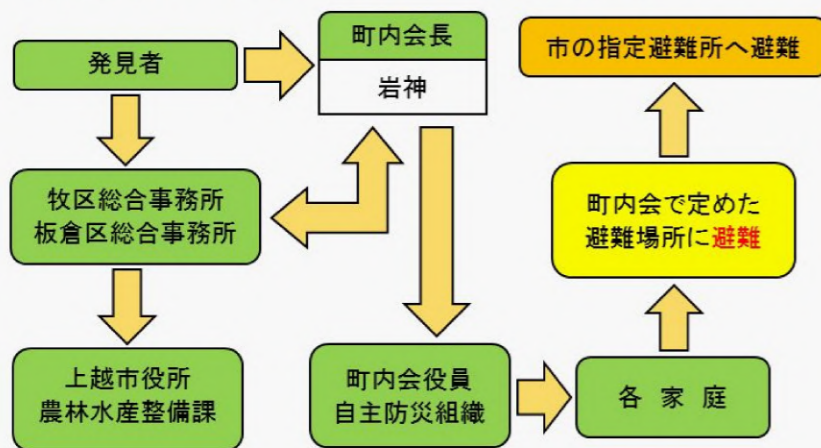 発見者
町内会長
岩神
市の指定避難所へ避難
牧区総合事務所
板倉区総合事務所
町内会で定めた
避難場所に避難
上越市役所
農林水産整備課
町内会役員
自主防災組織
各 家 庭